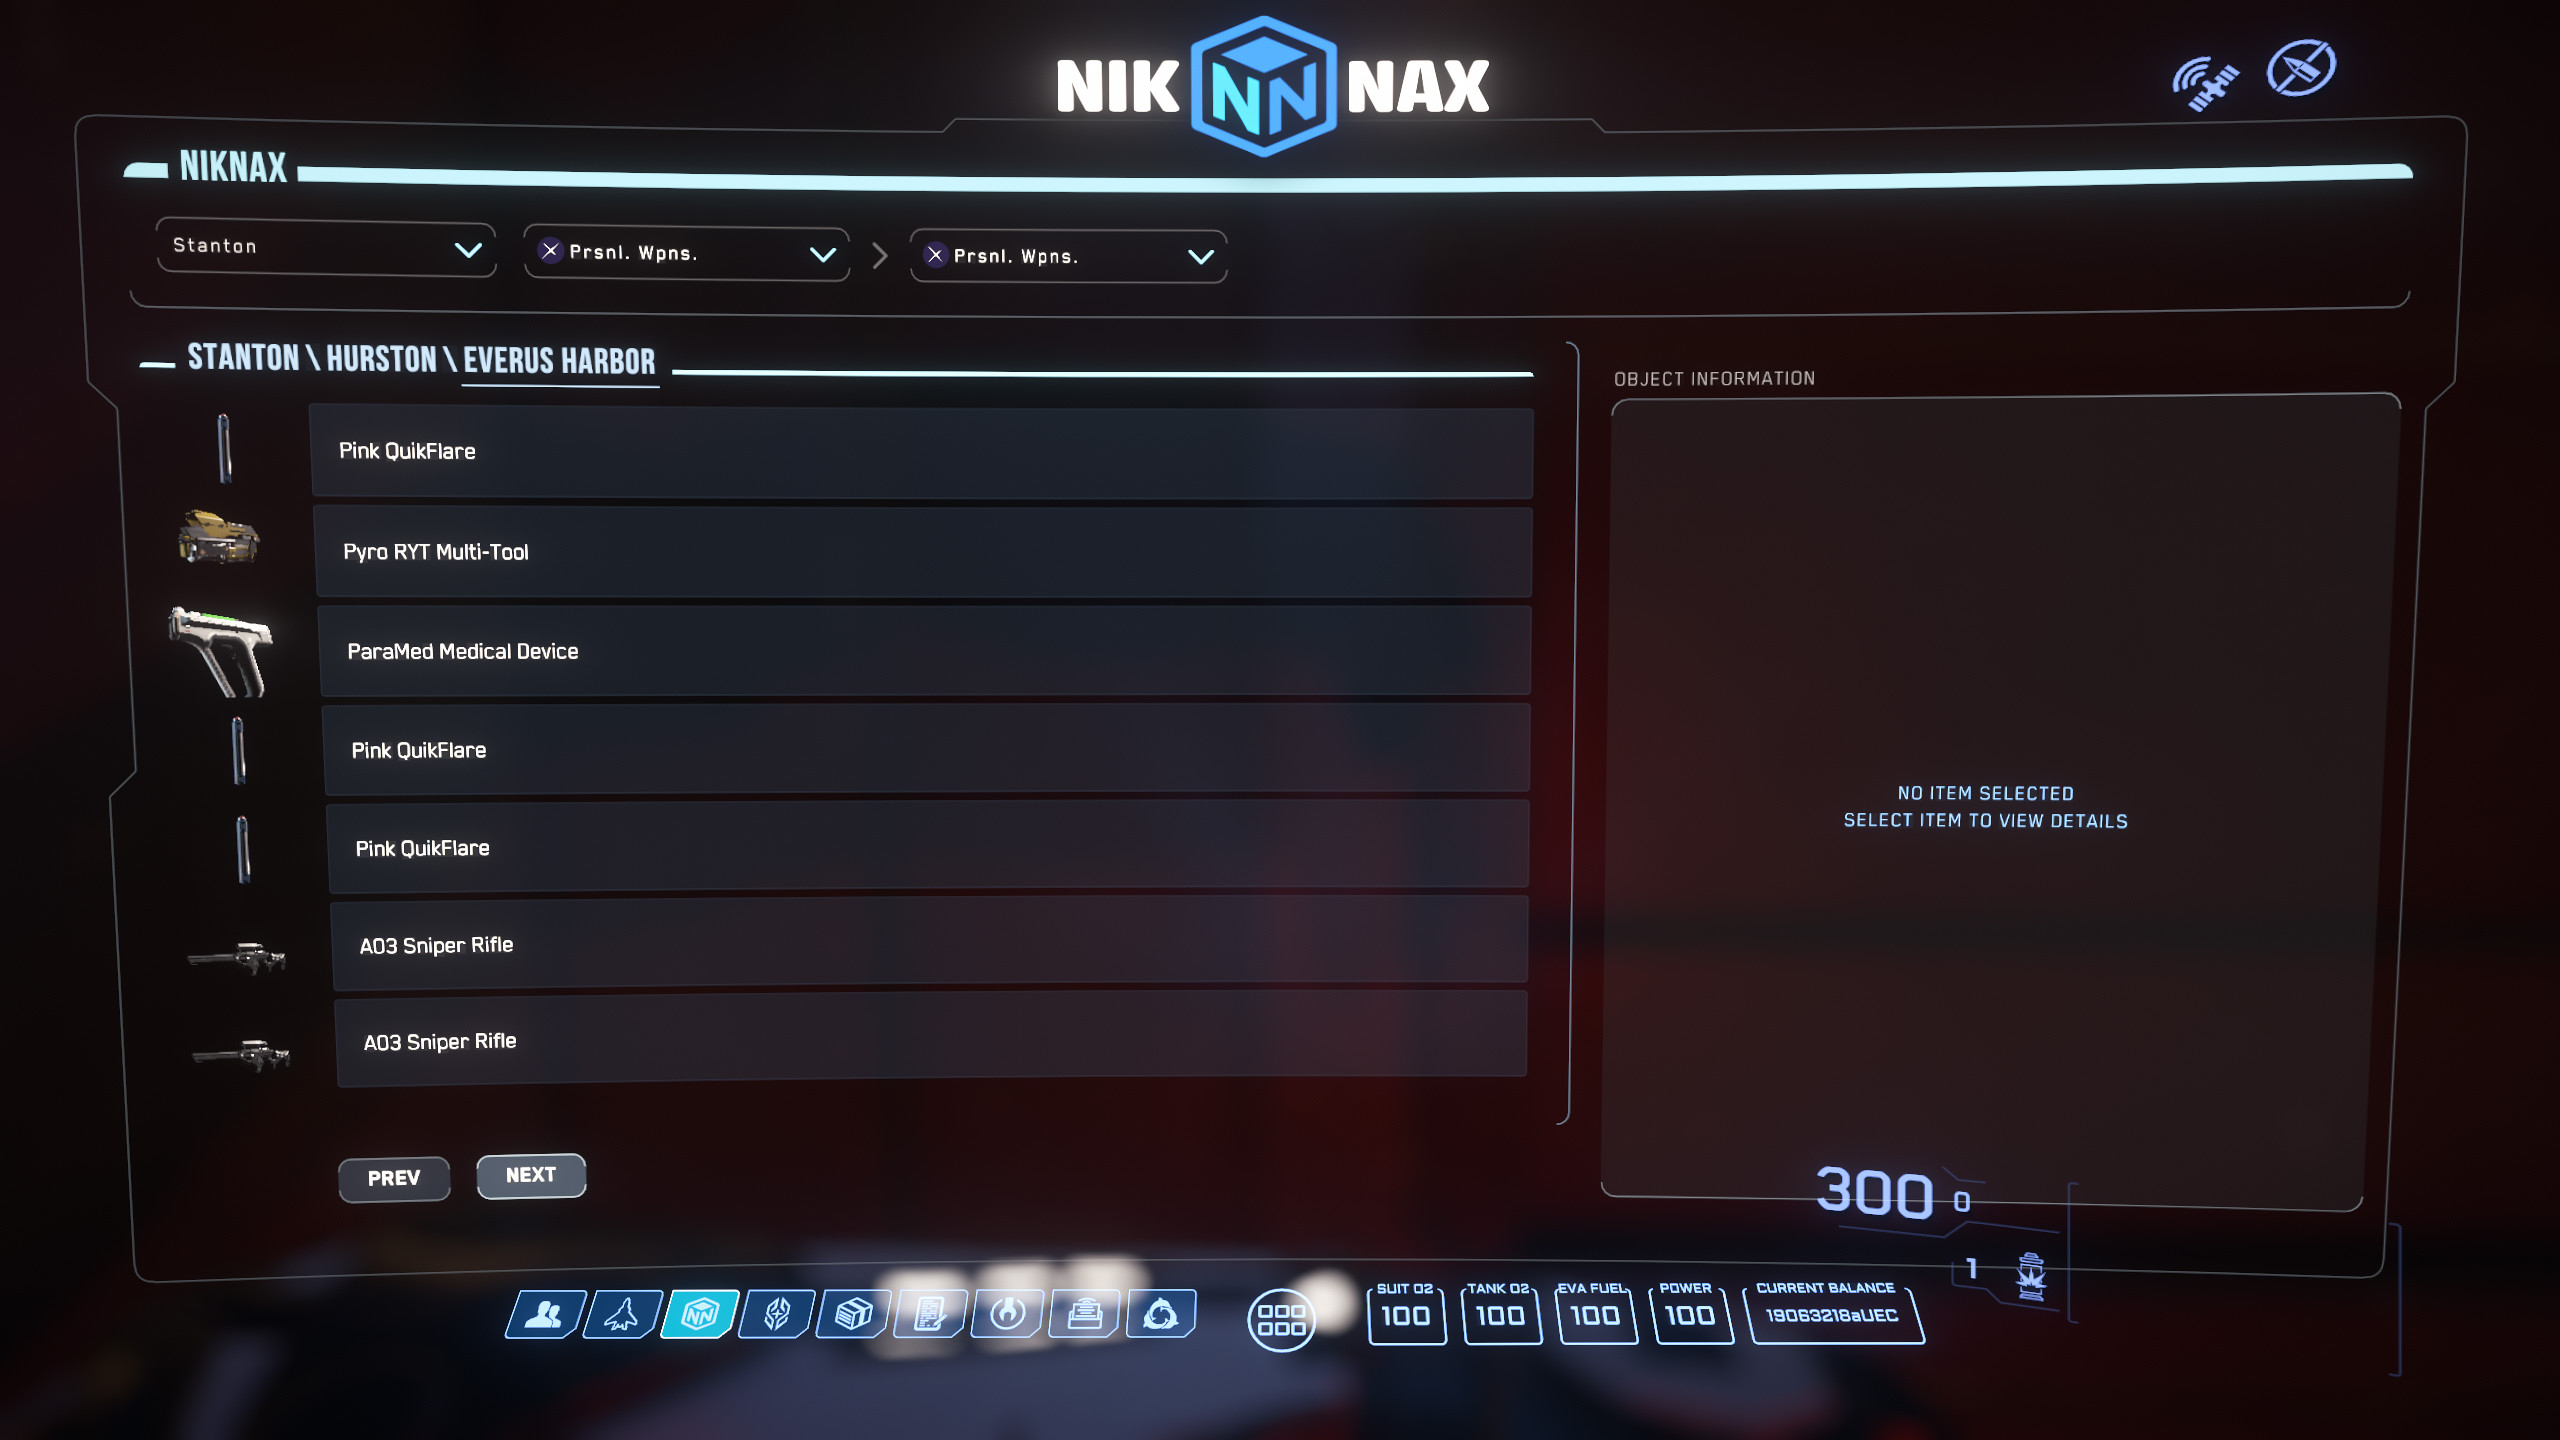 NIK NN NAX
NIKNAX
Stanton
Prsnl. Wpns.
Prsnl. Wpns.
STANTON \ HURSTON \ EVERUS HARBOR
OBJECT INFORMATION
Pink QuikFlare
Pyro RYT Multi-Tool
ParaMed Medical Device
Pink QuikFlare
Pink QuikFlare
A03 Sniper Rifle
A03 Sniper Rifle
NO ITEM SELECTED
SELECT ITEM TO VIEW DETAILS
PREV
NEXT
300 0
1
NN
SUIT O2
100
TANK O2
100
EVA FUEL
100
POWER
100
CURRENT BALANCE
19063218aUEC